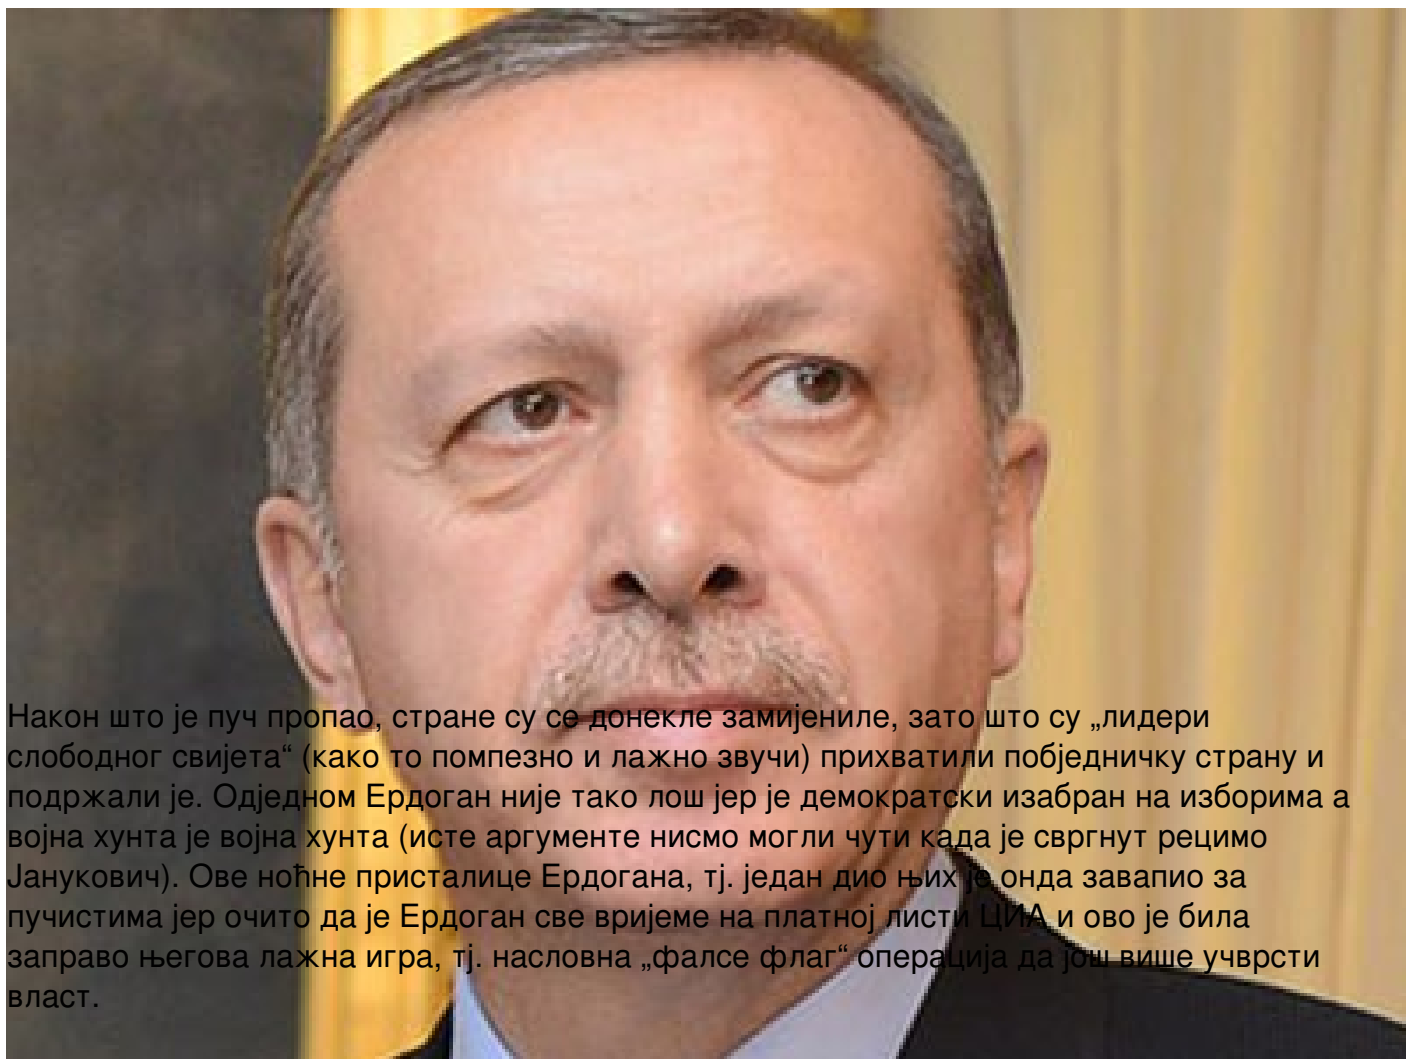 Након што је пуч пропао, стране су се донекле замијениле, зато што су „лидери
слободног свијета“ (како то помпезно и лажно звучи) прихватили побједничку страну и
подржали је. Одједном Ердоган није тако лош јер је демократски изабран на изборима а
војна хунта је војна хунта (исте аргументе нисмо могли чути када је свргнут рецимо
Јанукович). Ове ноћне присталице Ердогана, тј. један дио њих је онда завапио за
пучистима јер очито да је Ердоган све вријеме на платној листи ЦИА и ово је била
заправо његова лажна игра, тј. насловна „фалсе флаг“ операција да још више учврсти
власт.